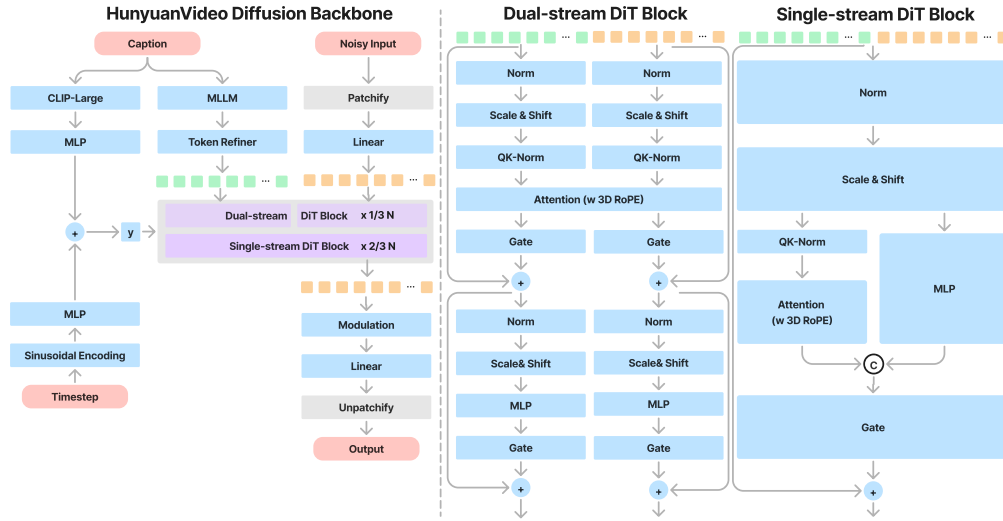 HunyuanVideo Diffusion Backbone
Caption
Noisy Input
CLIP-Large
MLLM
Patchify
MLP
Token Refiner
Linear
...
...
Dual-stream DiT Block x 1/3 N
+
y
Single-stream DiT Block x 2/3 N
...
MLP
Modulation
Sinusoidal Encoding
Linear
Timestep
Unpatchify
Output
Dual-stream DiT Block
...
...
Norm
Norm
Scale & Shift
Scale & Shift
QK-Norm
QK-Norm
Attention (w 3D RoPE)
Gate
Gate
+
+
Norm
Norm
Scale& Shift
Scale& Shift
MLP
MLP
Gate
Gate
+
+
Single-stream DiT Block
...
...
Norm
Scale & Shift
QK-Norm
MLP
Attention
(w 3D RoPE)
C
Gate
+